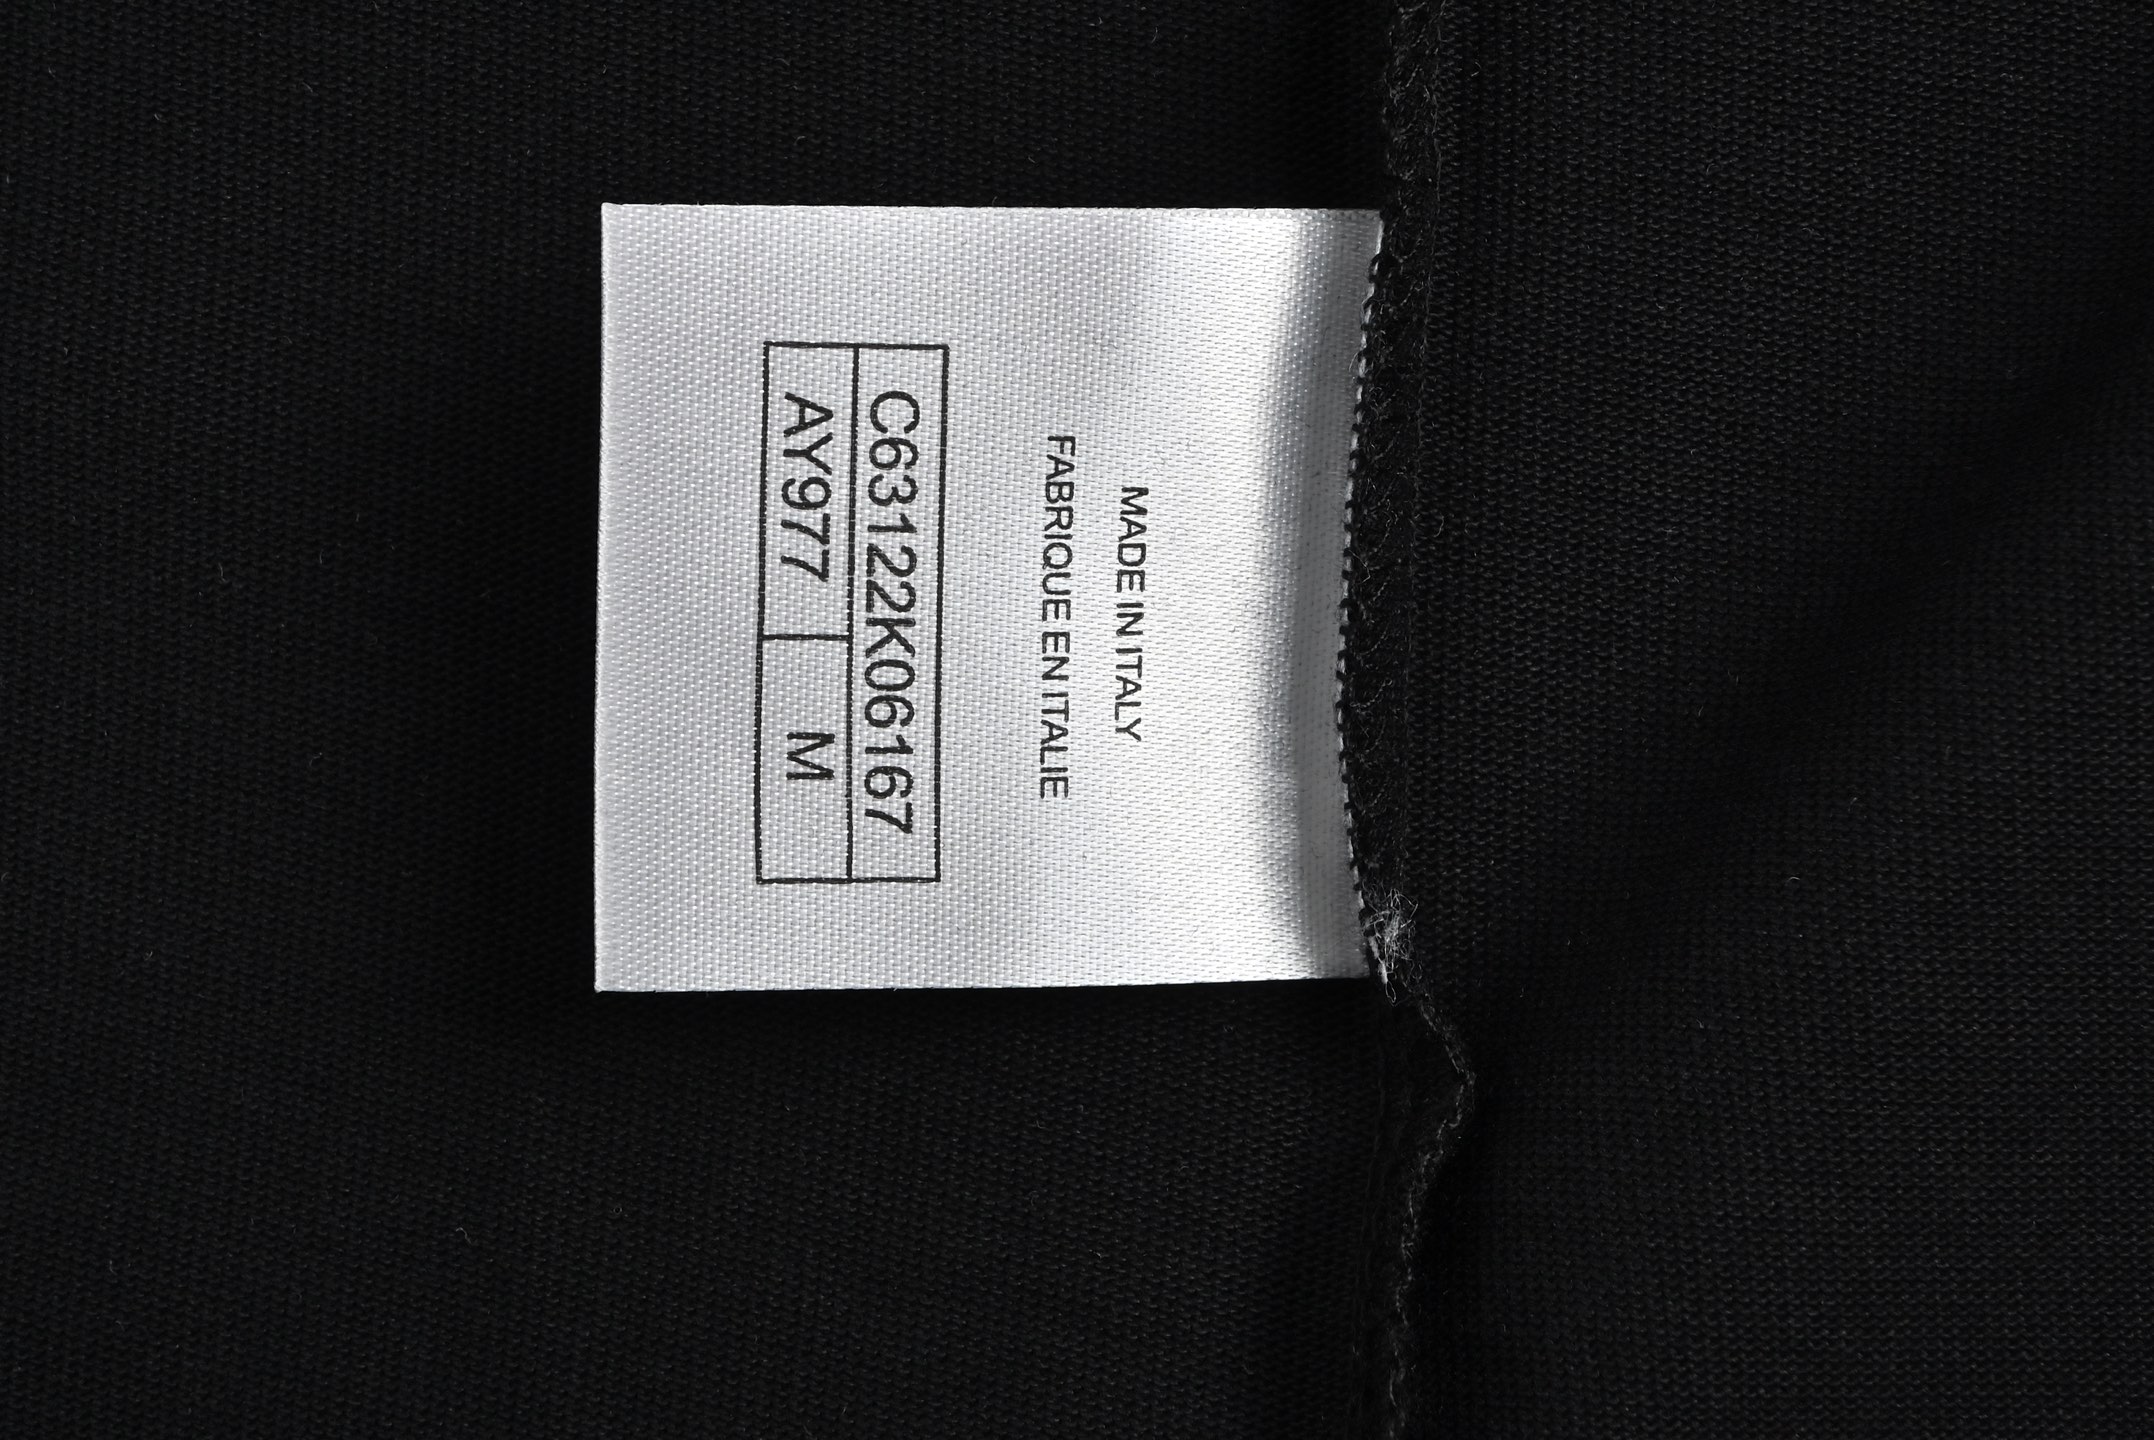 MADE IN ITALY
FABRIQUE EN ITALIE
C63122K06167
AY977 M